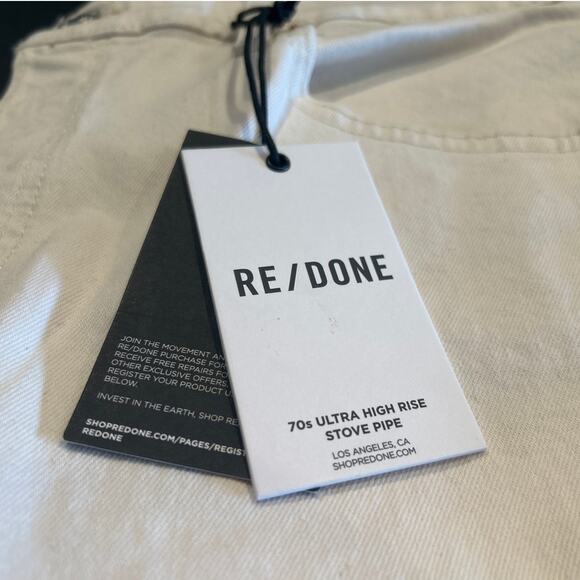 RE/DONE
70s ULTRA HIGH RISE
STOVE PIPE
LOS ANGELES, CA
SHOPREDONE.COM
JOIN THE MOVEMENT AN
RE/DONE PURCHASE FOR
RECEIVE FREE REPAIRS FO
OTHER EXCLUSIVE OFFERS,
REGISTER YOUR PRODUCT U
BELOW.
INVEST IN THE EARTH, SHOP RE
SHOPREDONE.COM/PAGES/REGIST
REDONE